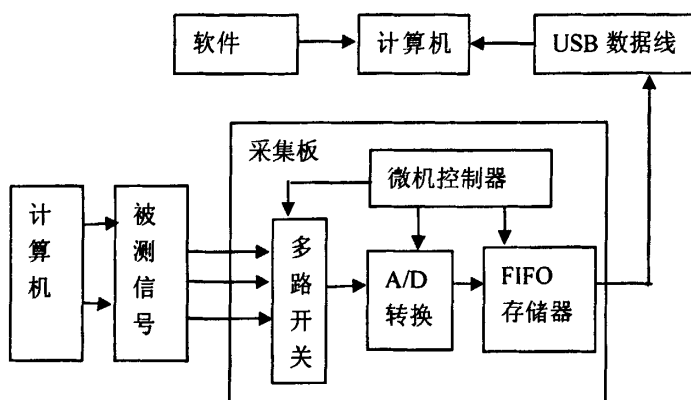 软件
计算机
USB 数据线
采集板
微机控制器
计算机
被测信号
多路开关
A/D
转换
FIFO
存储器